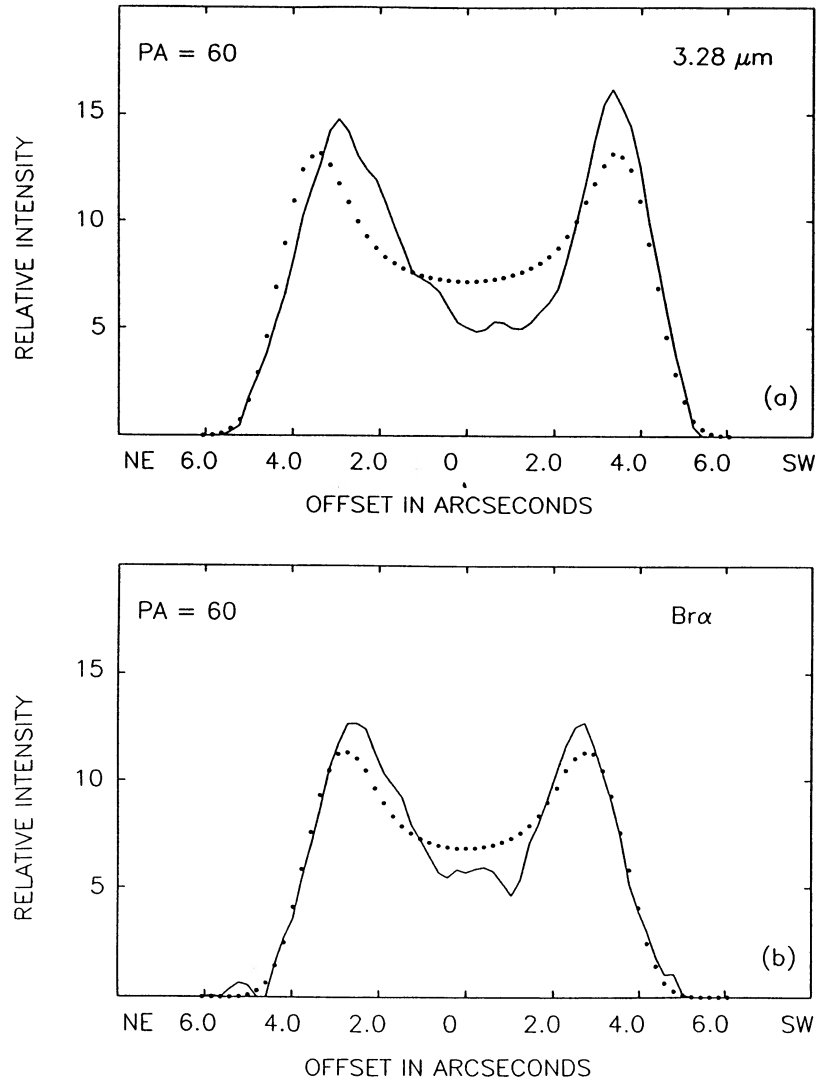 PA = 60
3.28 μm
15
10
5
RELATIVE INTENSITY
(a)
NE 6.0 4.0 2.0 0 2.0 4.0 6.0 SW
OFFSET IN ARCSECONDS
PA = 60
Brα
15
10
5
RELATIVE INTENSITY
(b)
NE 6.0 4.0 2.0 0 2.0 4.0 6.0 SW
OFFSET IN ARCSECONDS